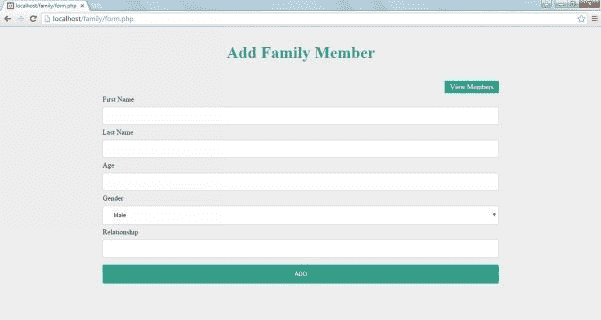 localhost/family/form.php
localhost/family/form.php
Add Family Member
View Members
First Name
Last Name
Age
Gender
Male
Relationship
ADD